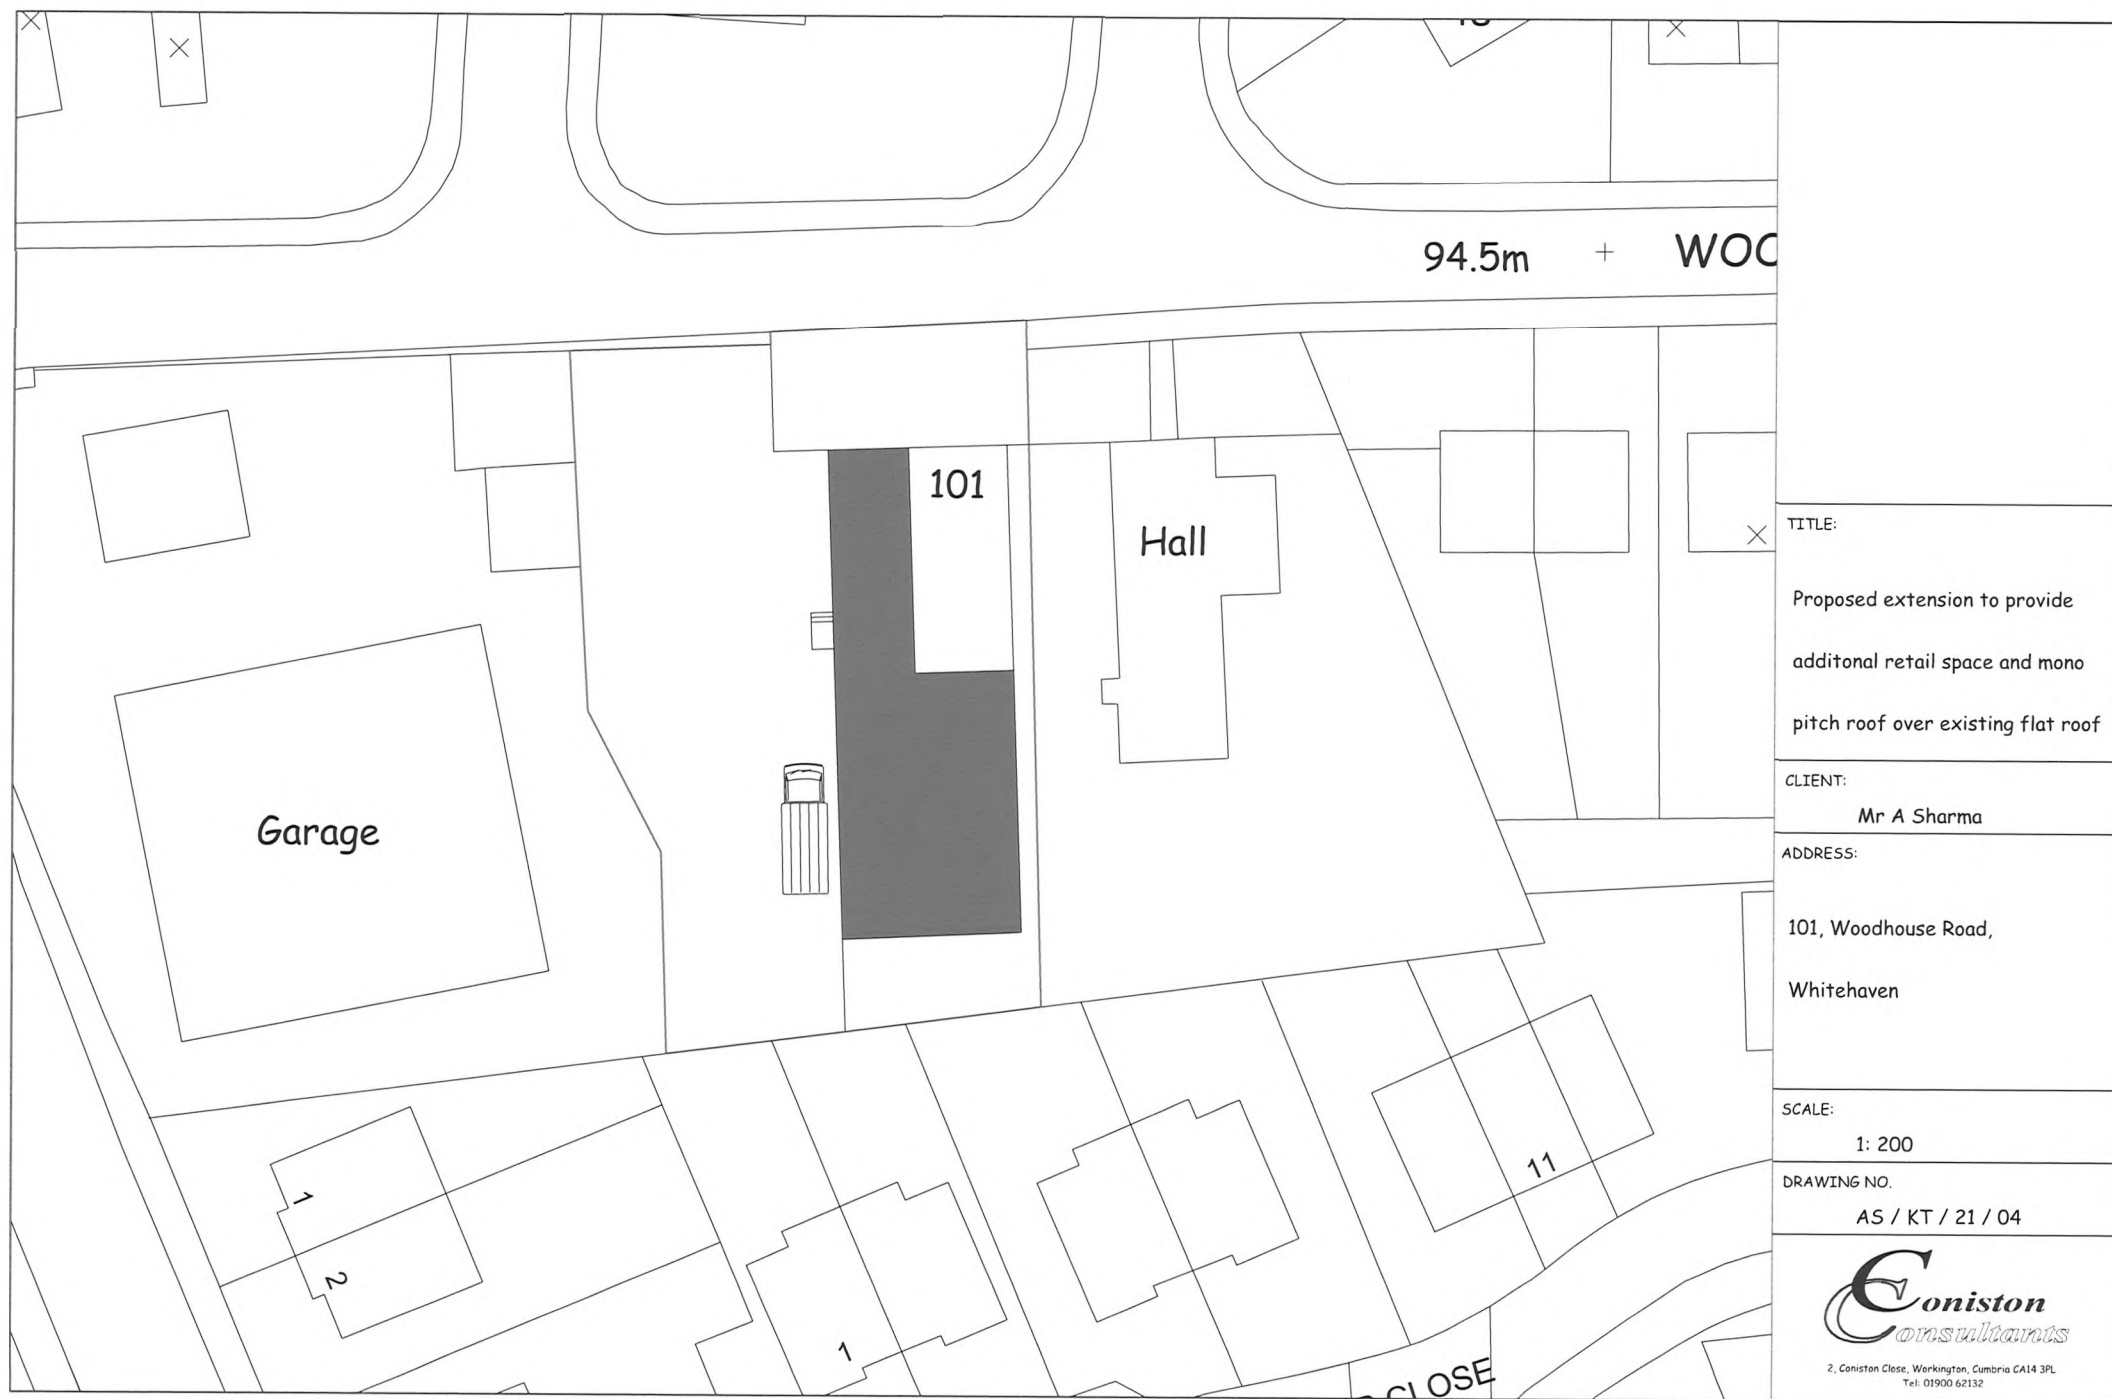 94.5m + WOO
101
Hall
Garage
1
2
1
11
CLOSE
TITLE:
Proposed extension to provide
additonal retail space and mono
pitch roof over existing flat roof
CLIENT:
Mr A Sharma
ADDRESS:
101, Woodhouse Road,
Whitehaven
SCALE:
1: 200
DRAWING NO.
AS / KT / 21 / 04
Coniston
Consultants
2, Coniston Close, Workington, Cumbria CA14 3PL
Tel: 01900 62132